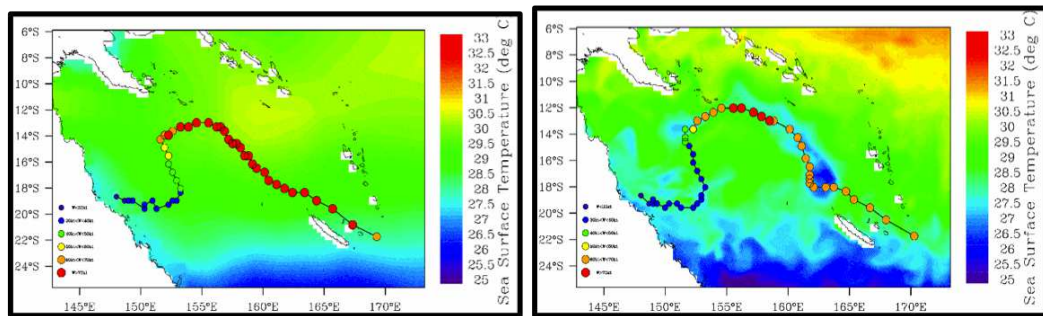 6°S
8°S
10°S
12°S
14°S
16°S
18°S
20°S
22°S
24°S
145°E
150°E
155°E
160°E
165°E
170°E
33
32.5
32
31.5
31
30.5
30
29.5
29
28.5
28
27.5
27
26.5
26
25.5
25
Sea Surface Temperature (deg C)
6°S
8°S
10°S
12°S
14°S
16°S
18°S
20°S
22°S
24°S
145°E
150°E
155°E
160°E
165°E
170°E
33
32.5
32
31.5
31
30.5
30
29.5
29
28.5
28
27.5
27
26.5
26
25.5
25
Sea Surface Temperature (deg C)